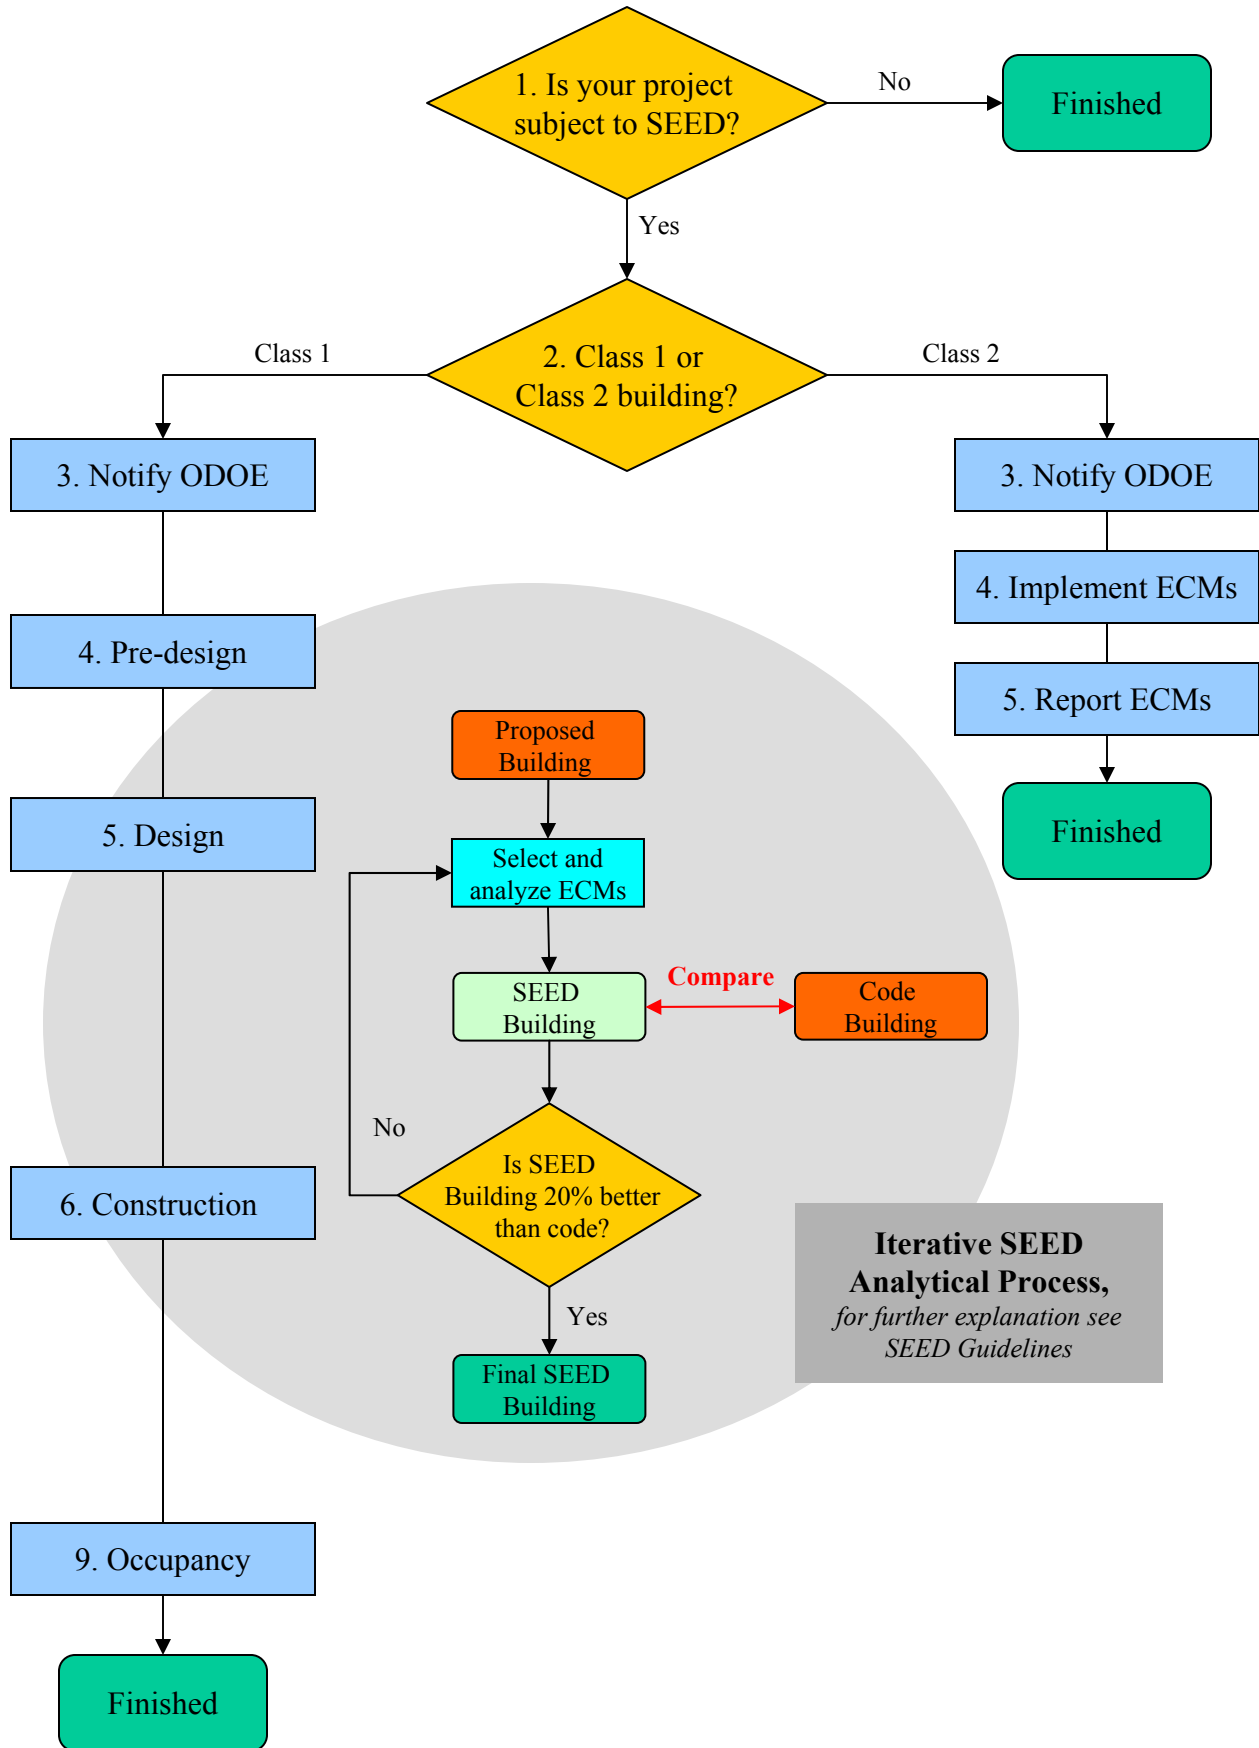 1. Is your project
subject to SEED?
No
Finished
Yes
Class 1
2. Class 1 or
Class 2 building?
Class 2
3. Notify ODOE
3. Notify ODOE
4. Implement ECMs
4. Pre-design
5. Report ECMs
Proposed
Building
5. Design
Finished
Select and
analyze ECMs
Compare
SEED
Building
Code
Building
No
Is SEED
Building 20% better
than code?
6. Construction
Iterative SEED
Analytical Process,
for further explanation see
SEED Guidelines
Yes
Final SEED
Building
9. Occupancy
Finished